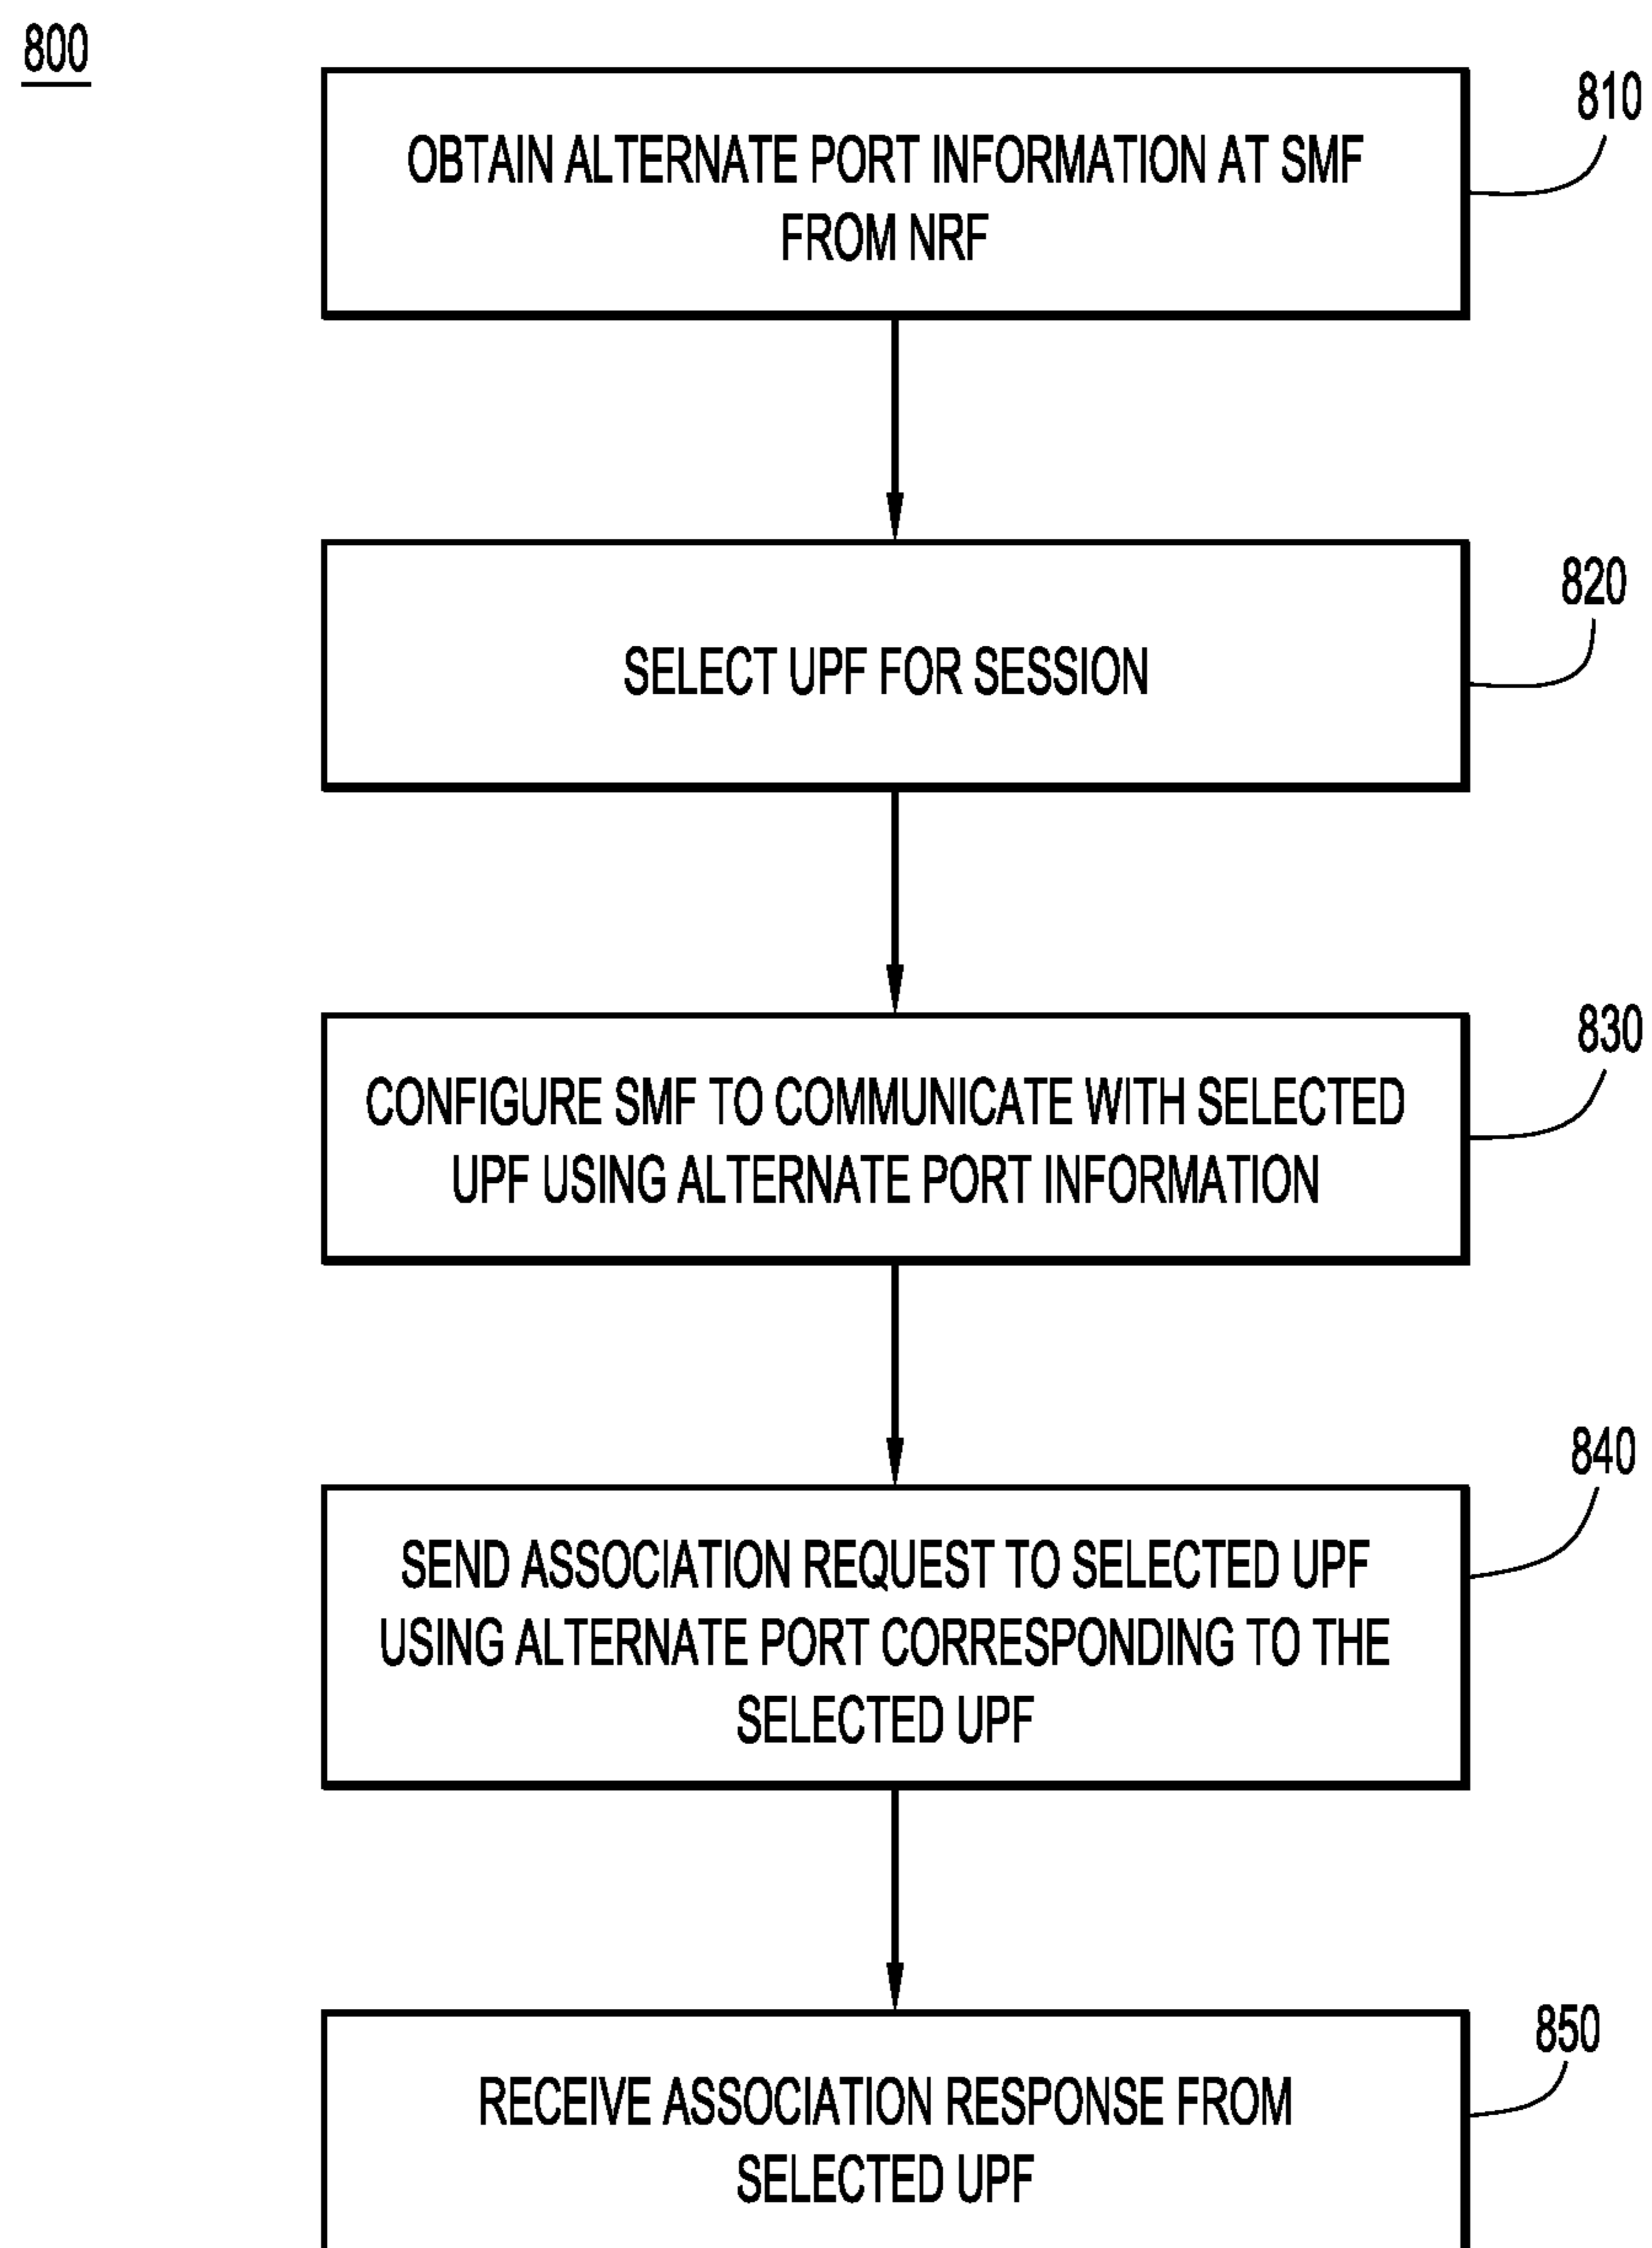 800
810
OBTAIN ALTERNATE PORT INFORMATION AT SMF
FROM NRF
820
SELECT UPF FOR SESSION
830
CONFIGURE SMF TO COMMUNICATE WITH SELECTED
UPF USING ALTERNATE PORT INFORMATION
840
SEND ASSOCIATION REQUEST TO SELECTED UPF
USING ALTERNATE PORT CORRESPONDING TO THE
SELECTED UPF
850
RECEIVE ASSOCIATION RESPONSE FROM
SELECTED UPF